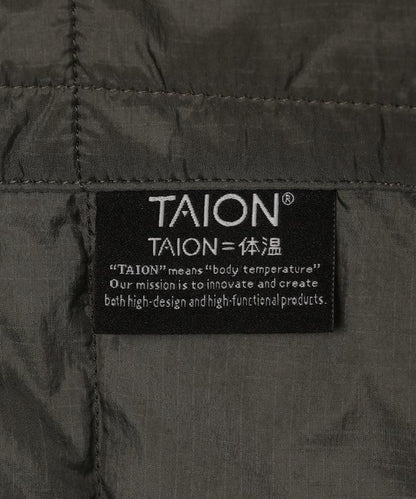 TAION®
TAION=体温
“TAION” means “body temperature”
Our mission is to innovate and create
both high-design and high-functional products.